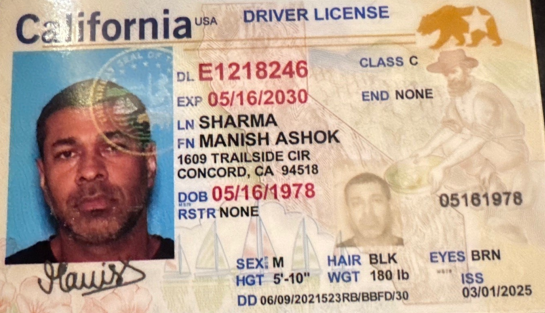 California USA DRIVER LICENSE
DL E1218246 CLASS C
EXP 05/16/2030 END NONE
LN SHARMA
FN MANISH ASHOK
1609 TRAILSIDE CIR
CONCORD, CA 94518
DOB 05/16/1978 05161978
RSTR NONE
Manish
SEX M HAIR BLK EYES BRN
HGT 5'-10" WGT 180 lb ISS
DD 06/09/2021523RB/BBFD/30 03/01/2025